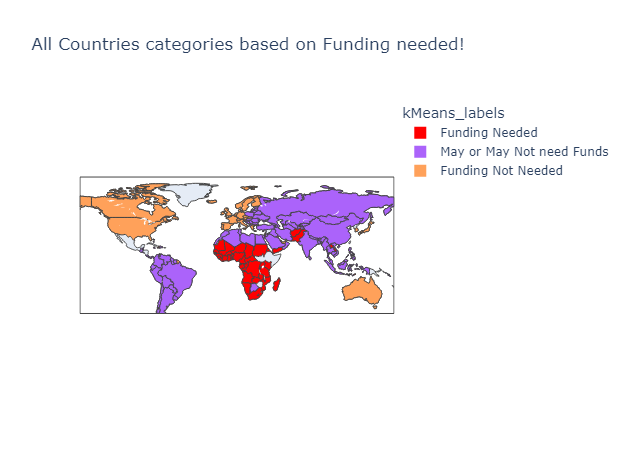 All Countries categories based on Funding needed!
kMeans_labels
Funding Needed
May or May Not need Funds
Funding Not Needed